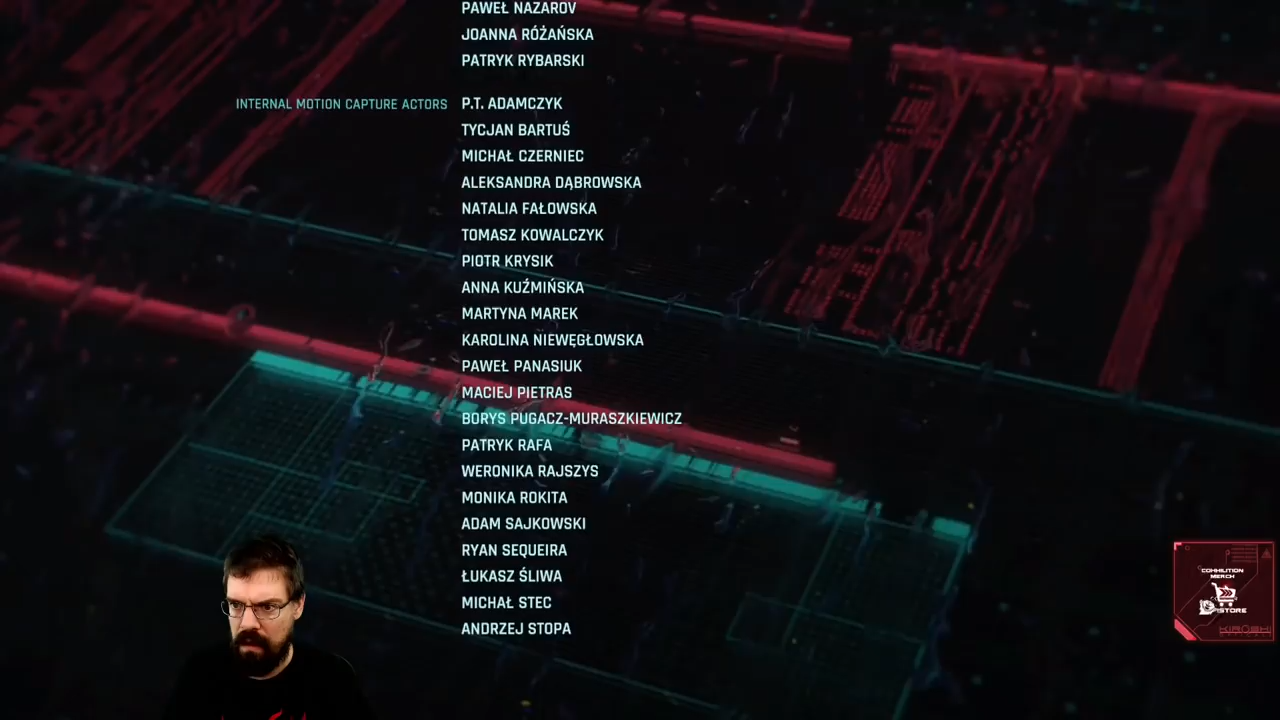 PAWEŁ NAZAROV
JOANNA RÓŻAŃSKA
PATRYK RYBARSKI
INTERNAL MOTION CAPTURE ACTORS P.T. ADAMCZYK
TYCJAN BARTUŚ
MICHAŁ CZERNIEC
ALEKSANDRA DĄBROWSKA
NATALIA FAŁOWSKA
TOMASZ KOWALCZYK
PIOTR KRYSIK
ANNA KUŹMIŃSKA
MARTYNA MAREK
KAROLINA NIEWĘGŁOWSKA
PAWEŁ PANASIUK
MACIEJ PIETRAS
BORYS PUGACZ-MURASZKIEWICZ
PATRYK RAFA
WERONIKA RAJSZYS
MONIKA ROKITA
ADAM SAJKOWSKI
RYAN SEQUEIRA
ŁUKASZ ŚLIWA
MICHAŁ STEC
ANDRZEJ STOPA
MERCH
KIROSHI